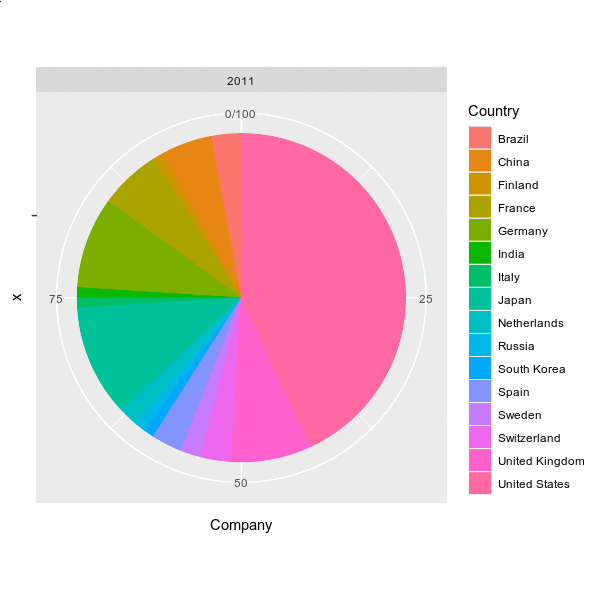 2011
0/100
25
50
75
x
Company
Country
Brazil
China
Finland
France
Germany
India
Italy
Japan
Netherlands
Russia
South Korea
Spain
Sweden
Switzerland
United Kingdom
United States